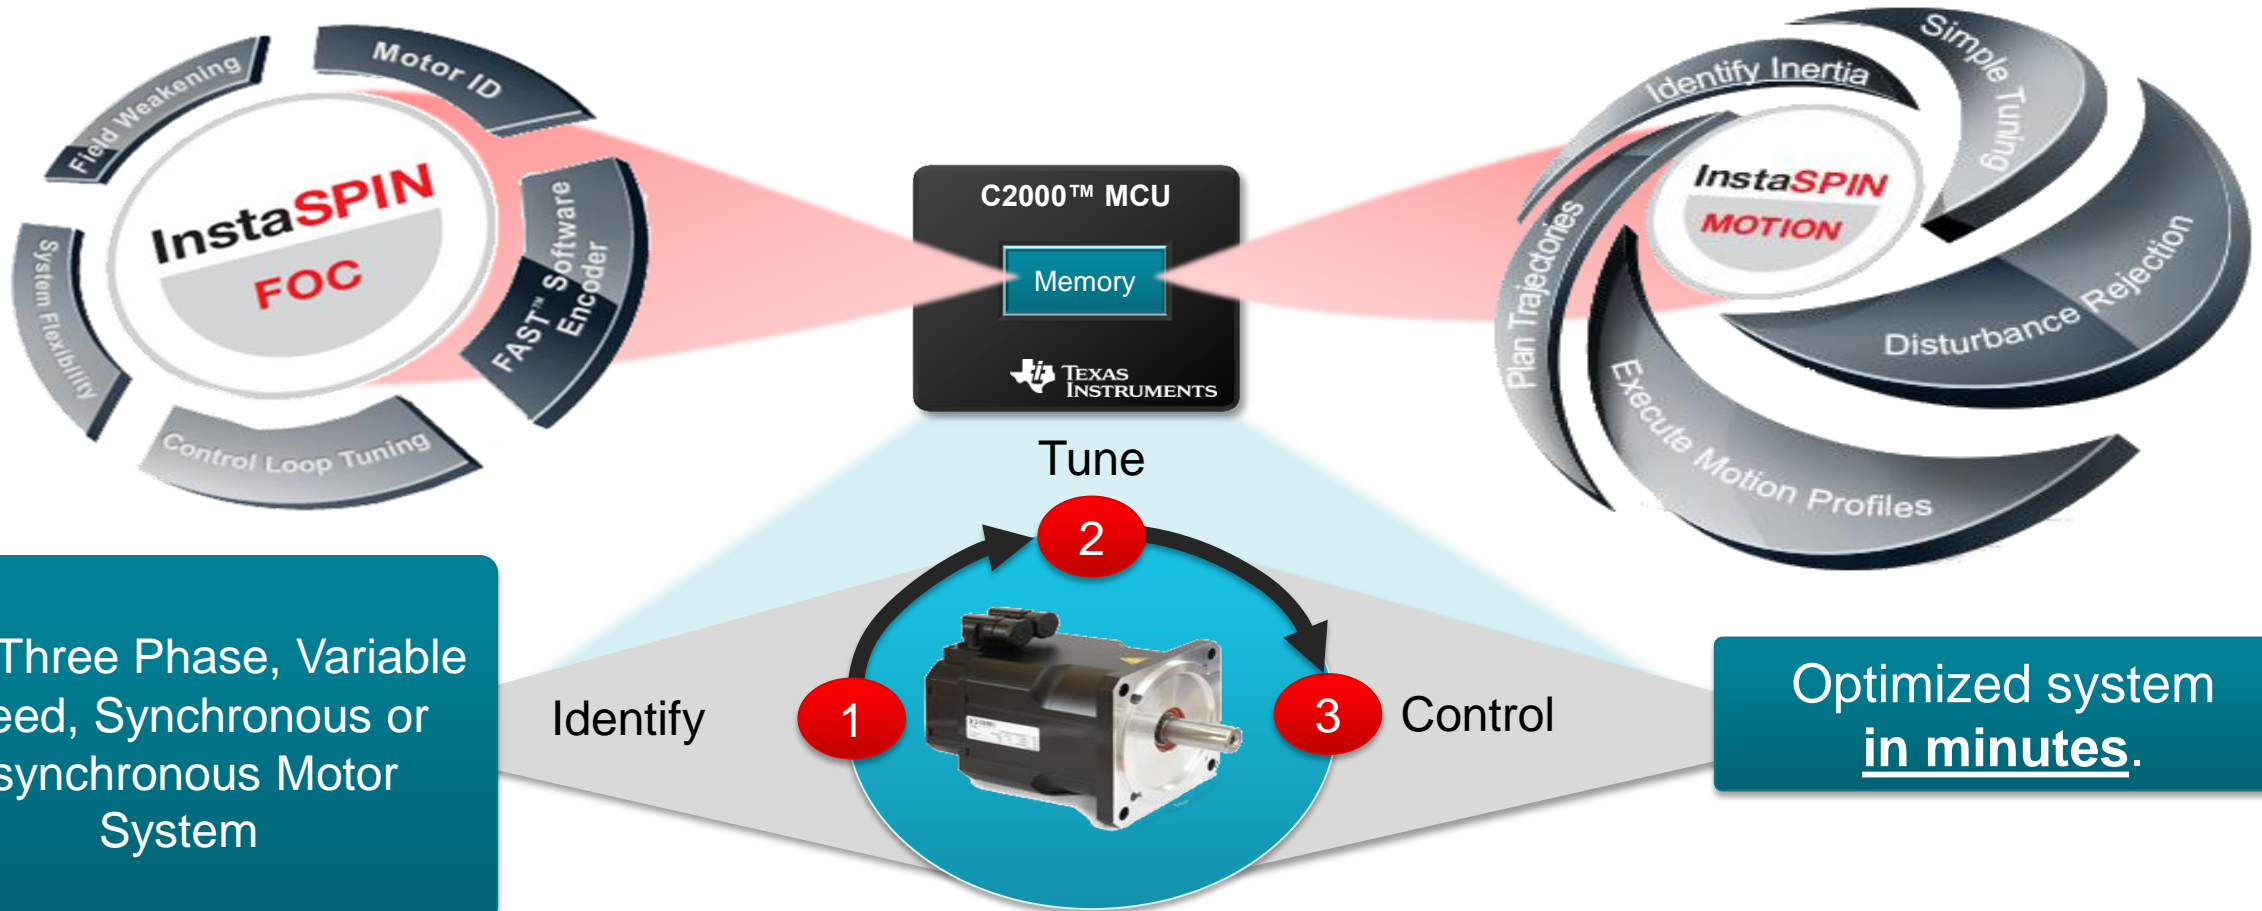 Field Weakening
Motor ID
FAST™ Software
Encoder
Control Loop Tuning
System Flexibility
InstaSPIN
FOC
C2000™ MCU
Memory
TEXAS
INSTRUMENTS
Identify Inertia
Simple Tuning
Disturbance Rejection
Execute Motion Profiles
Plan Trajectories
InstaSPIN
MOTION
Tune
2
Three Phase, Variable
eed, Synchronous or
synchronous Motor
System
Identify
1
3
Control
Optimized system
in minutes.